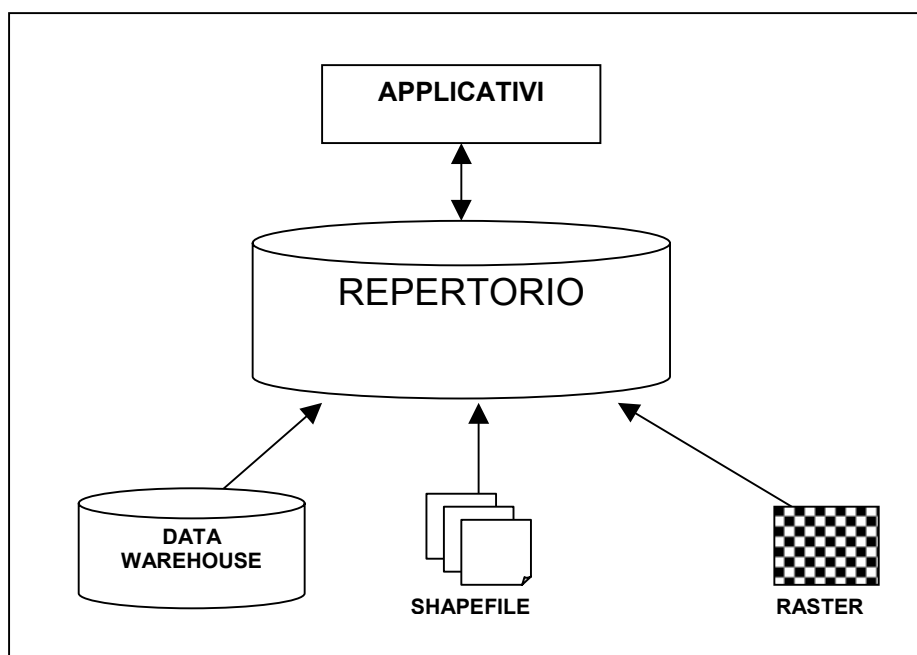 APPLICATIVI
REPERTORIO
DATA
WAREHOUSE
SHAPEFILE
RASTER